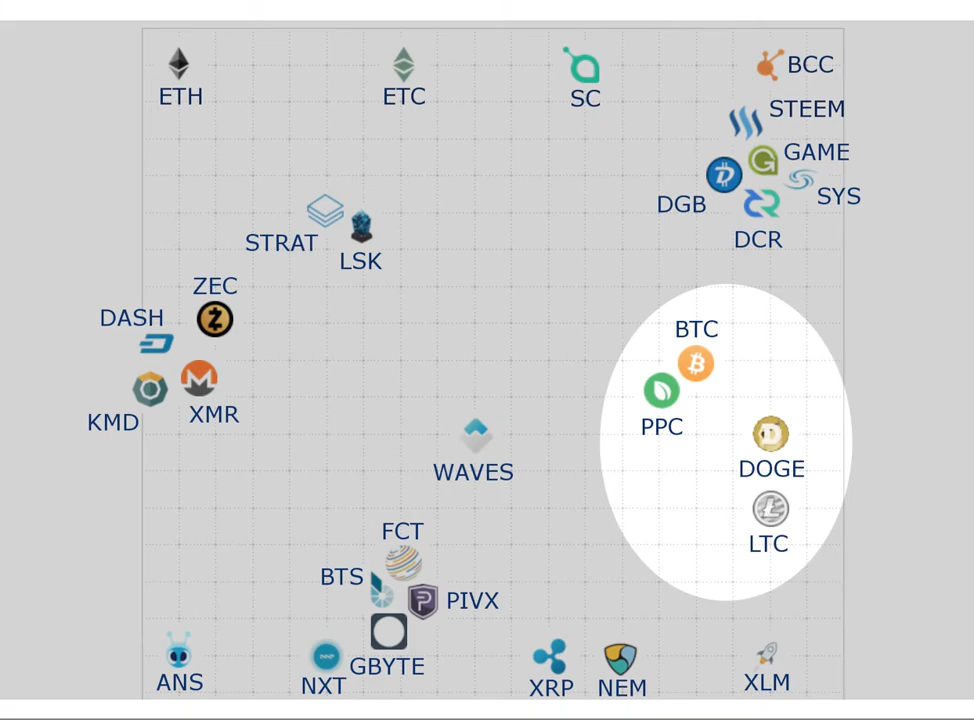 ETH
ETC
SC
BCC
STEEM
GAME
SYS
DGB
DCR
STRAT
LSK
ZEC
DASH
KMD
XMR
BTC
PPC
DOGE
LTC
WAVES
FCT
BTS
PIVX
GBYTE
ANS
NXT
XRP
NEM
XLM